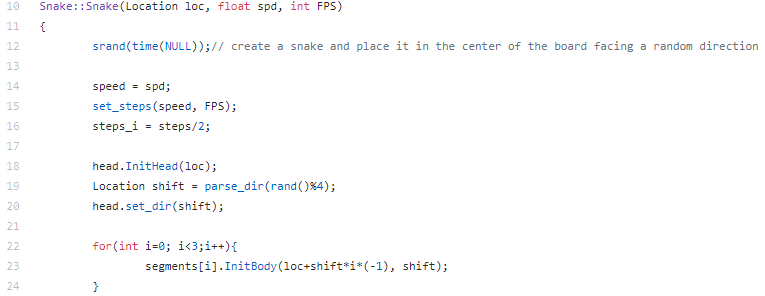 10 Snake::Snake(Location loc, float spd, int FPS)
11 {
12 srand(time(NULL));// create a snake and place it in the center of the board facing a random direction
13
14 speed = spd;
15 set_steps(speed, FPS);
16 steps_i = steps/2;
17
18 head.InitHead(loc);
19 Location shift = parse_dir(rand()%4);
20 head.set_dir(shift);
21
22 for(int i=0; i<3;i++){
23 segments[i].InitBody(loc+shift*i*(-1), shift);
24 }